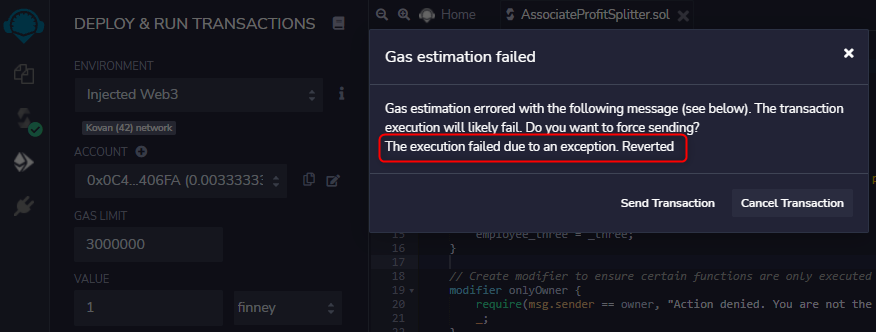 DEPLOY & RUN TRANSACTIONS
ENVIRONMENT
Injected Web3
Kovan (42) network
ACCOUNT
0x0C4...406FA (0.00333333
GAS LIMIT
3000000
VALUE
1
finney
Home
AssociateProfitSplitter.sol
Gas estimation failed
Gas estimation errored with the following message (see below). The transaction
execution will likely fail. Do you want to force sending?
The execution failed due to an exception. Reverted
Send Transaction
Cancel Transaction
15 employee_three = _three;
16 }
17
18 // Create modifier to ensure certain functions are only executed
19 modifier onlyOwner {
20 require(msg.sender == owner, "Action denied. You are not the
21 _;
22 }